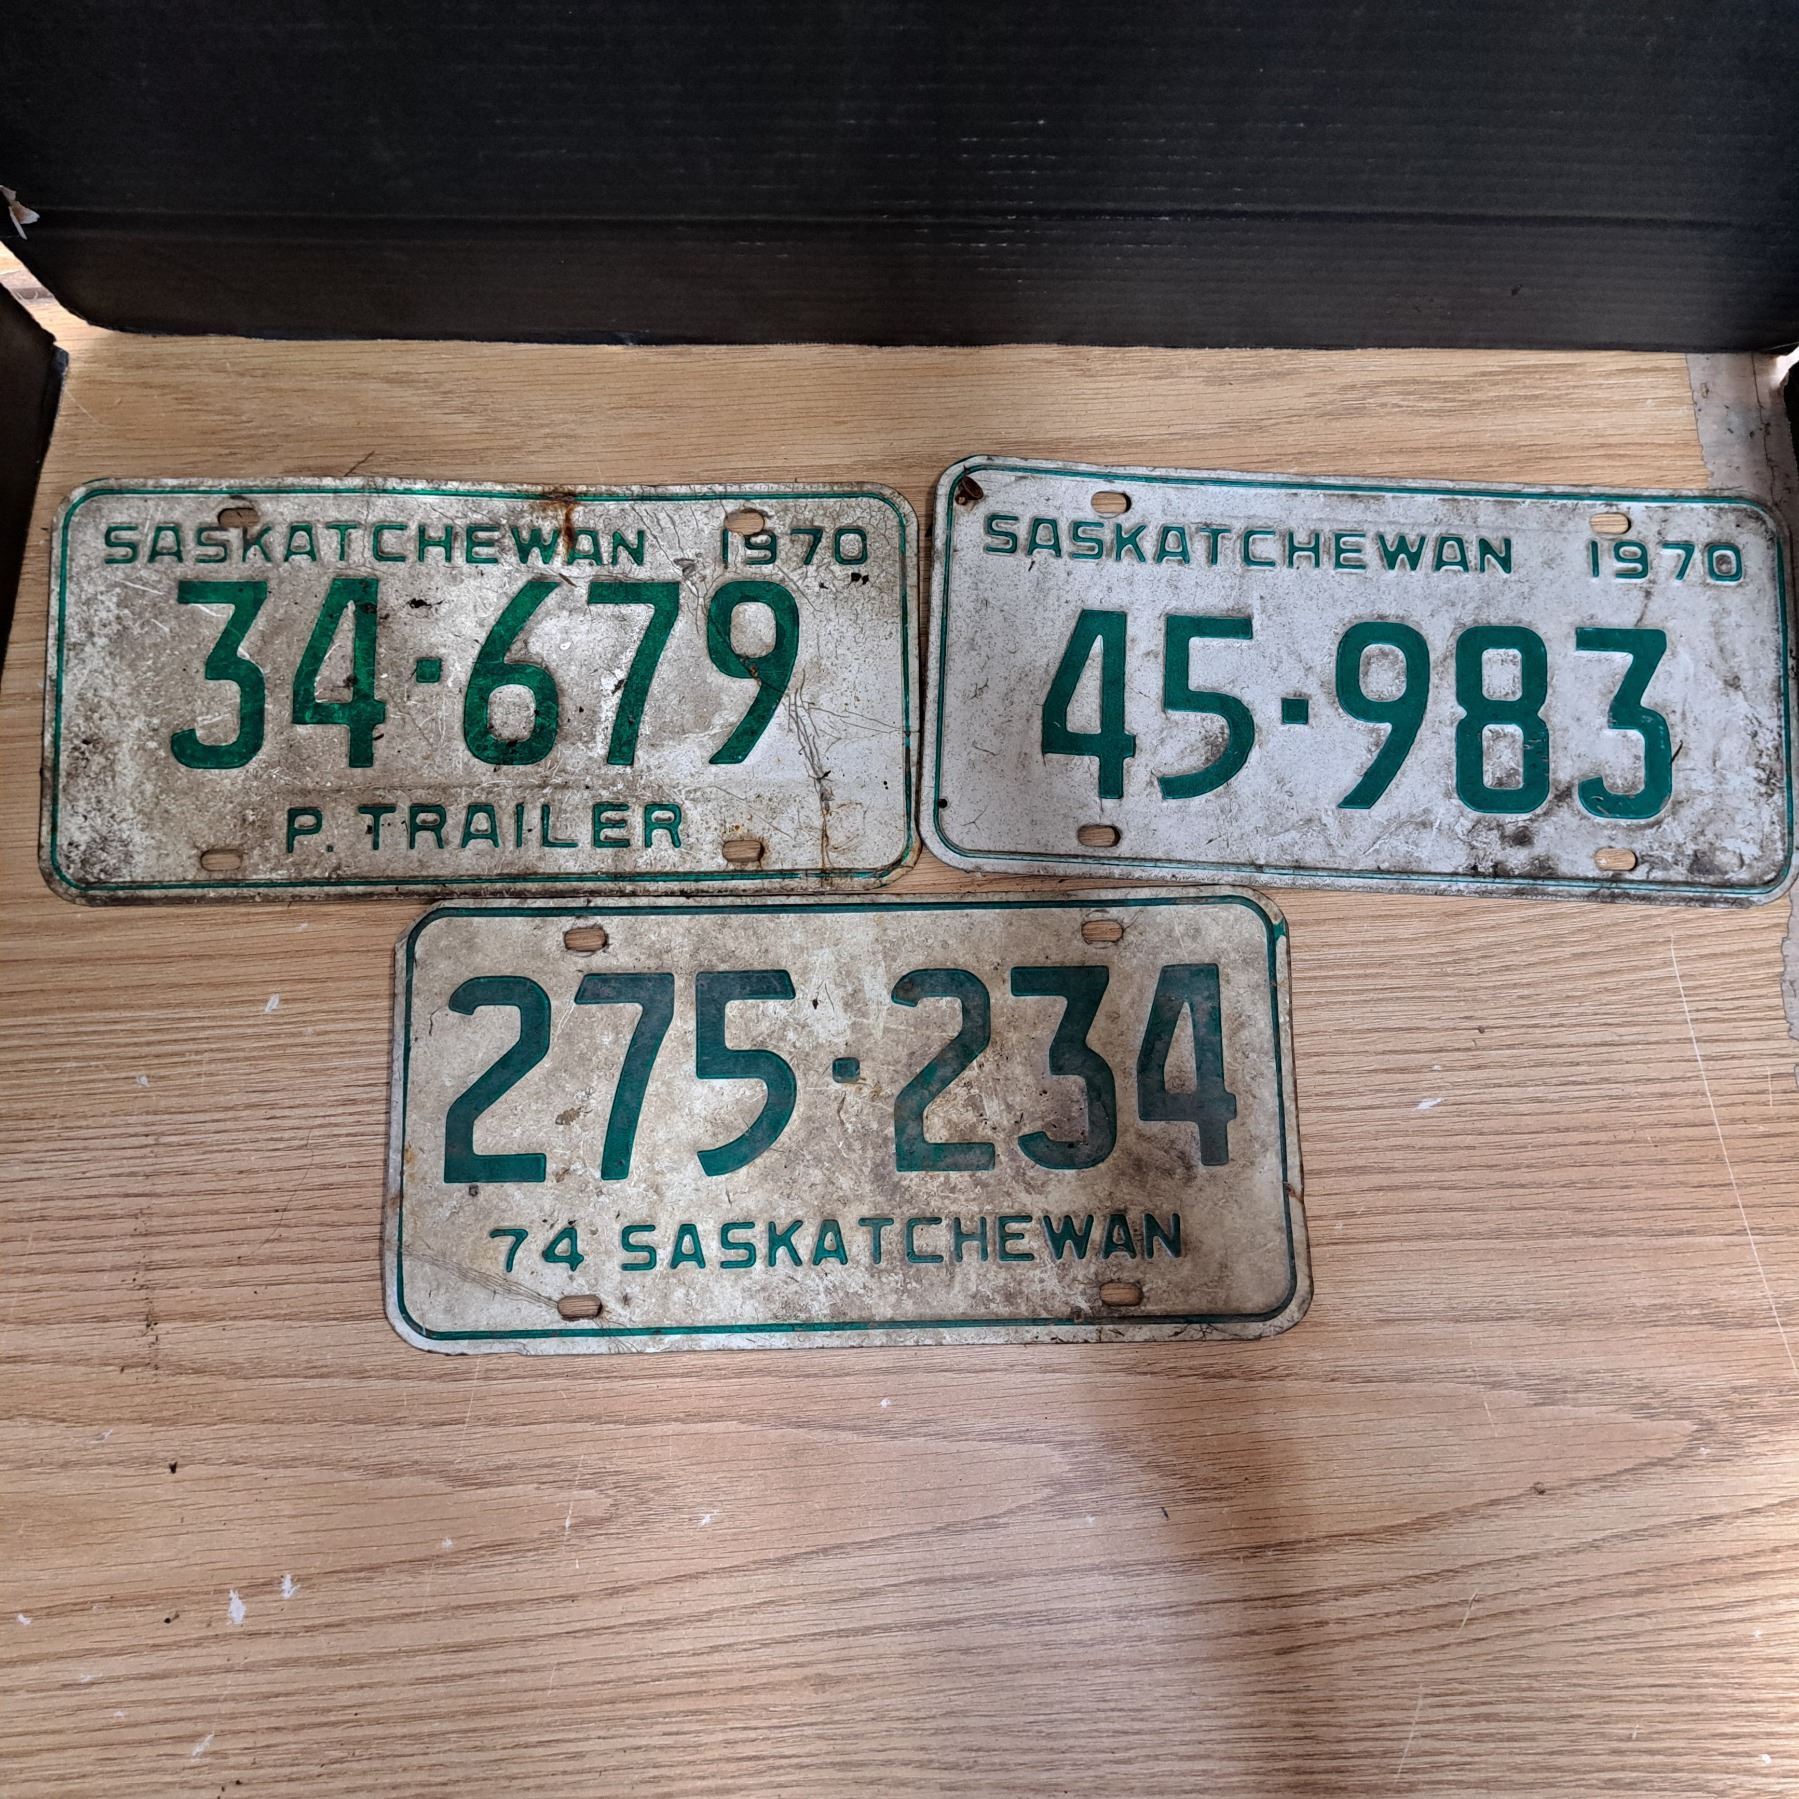 SASKATCHEWAN 1970
34·679
P. TRAILER
SASKATCHEWAN 1970
45·983
275·234
74 SASKATCHEWAN